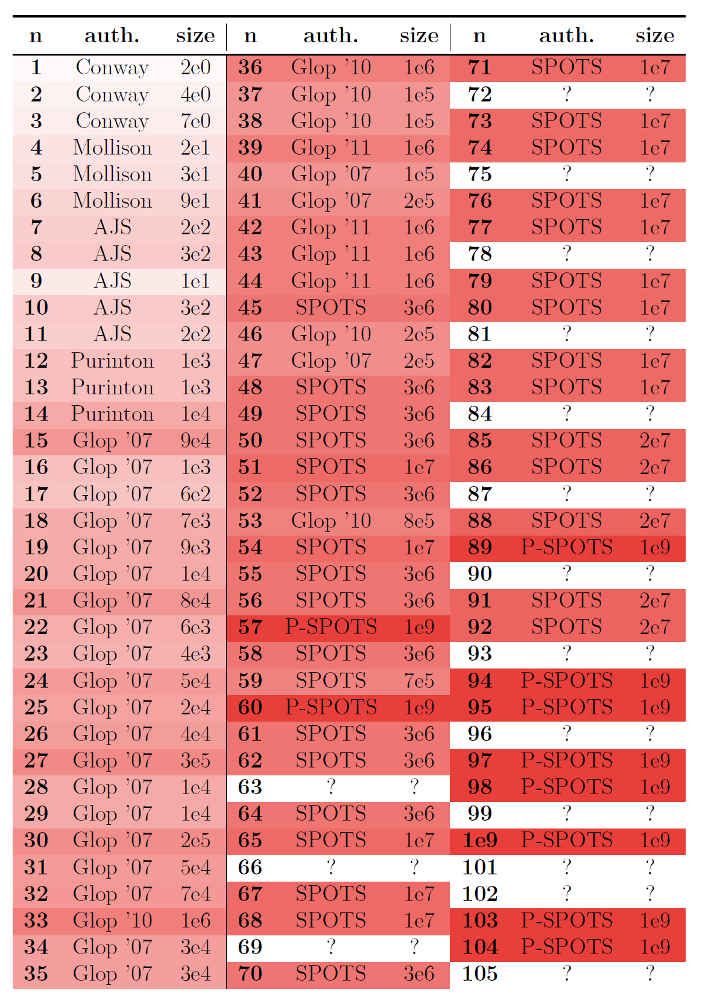 n auth. size n auth. size n auth. size
1 Conway 2e0 36 Glop '10 1e6 71 SPOTS 1e7
2 Conway 4e0 37 Glop '10 1e5 72 ? ?
3 Conway 7e0 38 Glop '10 1e5 73 SPOTS 1e7
4 Mollison 2e1 39 Glop '11 1e6 74 SPOTS 1e7
5 Mollison 3e1 40 Glop '07 1e5 75 ? ?
6 Mollison 9e1 41 Glop '07 2e5 76 SPOTS 1e7
7 AJS 2e2 42 Glop '11 1e6 77 SPOTS 1e7
8 AJS 3e2 43 Glop '11 1e6 78 ? ?
9 AJS 1e1 44 Glop '11 1e6 79 SPOTS 1e7
10 AJS 3e2 45 SPOTS 3e6 80 SPOTS 1e7
11 AJS 2e2 46 Glop '10 2e5 81 ? ?
12 Purinton 1e3 47 Glop '07 2e5 82 SPOTS 1e7
13 Purinton 1e3 48 SPOTS 3e6 83 SPOTS 1e7
14 Purinton 1e4 49 SPOTS 3e6 84 ? ?
15 Glop '07 9e4 50 SPOTS 3e6 85 SPOTS 2e7
16 Glop '07 1e3 51 SPOTS 1e7 86 SPOTS 2e7
17 Glop '07 6e2 52 SPOTS 3e6 87 ? ?
18 Glop '07 7e3 53 Glop '10 8e5 88 SPOTS 2e7
19 Glop '07 9e3 54 SPOTS 1e7 89 P-SPOTS 1e9
20 Glop '07 1e4 55 SPOTS 3e6 90 ? ?
21 Glop '07 8e4 56 SPOTS 3e6 91 SPOTS 2e7
22 Glop '07 6e3 57 P-SPOTS 1e9 92 SPOTS 2e7
23 Glop '07 4e3 58 SPOTS 3e6 93 ? ?
24 Glop '07 5e4 59 SPOTS 7e5 94 P-SPOTS 1e9
25 Glop '07 2e4 60 P-SPOTS 1e9 95 P-SPOTS 1e9
26 Glop '07 4e4 61 SPOTS 3e6 96 ? ?
27 Glop '07 3e5 62 SPOTS 3e6 97 P-SPOTS 1e9
28 Glop '07 1e4 63 ? ? 98 P-SPOTS 1e9
29 Glop '07 1e4 64 SPOTS 3e6 99 ? ?
30 Glop '07 2e5 65 SPOTS 1e7 1e9 P-SPOTS 1e9
31 Glop '07 5e4 66 ? ? 101 ? ?
32 Glop '07 7e4 67 SPOTS 1e7 102 ? ?
33 Glop '10 1e6 68 SPOTS 1e7 103 P-SPOTS 1e9
34 Glop '07 3e4 69 ? ? 104 P-SPOTS 1e9
35 Glop '07 3e4 70 SPOTS 3e6 105 ? ?